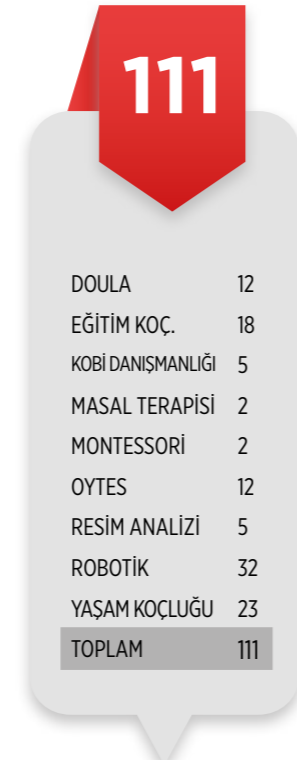 111
DOULA 12
EĞİTİM KOÇ. 18
KOBİ DANIŞMANLIĞI 5
MASAL TERAPİSİ 2
MONTESSORİ 2
OYTES 12
RESİM ANALİZİ 5
ROBOTİK 32
YAŞAM KOÇLUĞU 23
TOPLAM 111